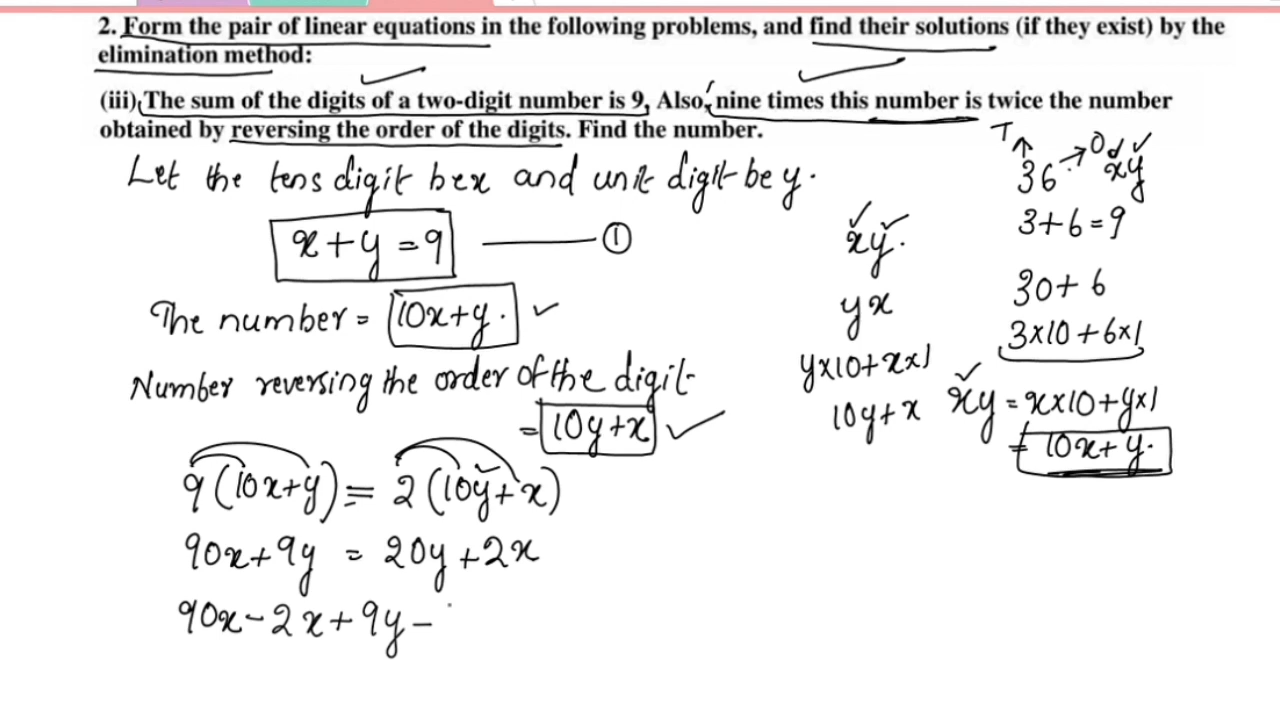 2. Form the pair of linear equations in the following problems, and find their solutions (if they exist) by the
elimination method:
(iii) The sum of the digits of a two-digit number is 9, Also, nine times this number is twice the number
obtained by reversing the order of the digits. Find the number.
Let the tens digit be x and unit digit be y.
x + y = 9 ——— ①
The number = 10x+y.
Number reversing the order of the digit
= 10y+x
9(10x+y) = 2(10y+x)
90x+9y = 20y+2x
90x-2x+9y-
xy.
yx
y×10+x×1
10y+x
T
O
36 → xy
3+6=9
30+6
3×10+6×1
xy = x×10+y×1
= 10x+y.